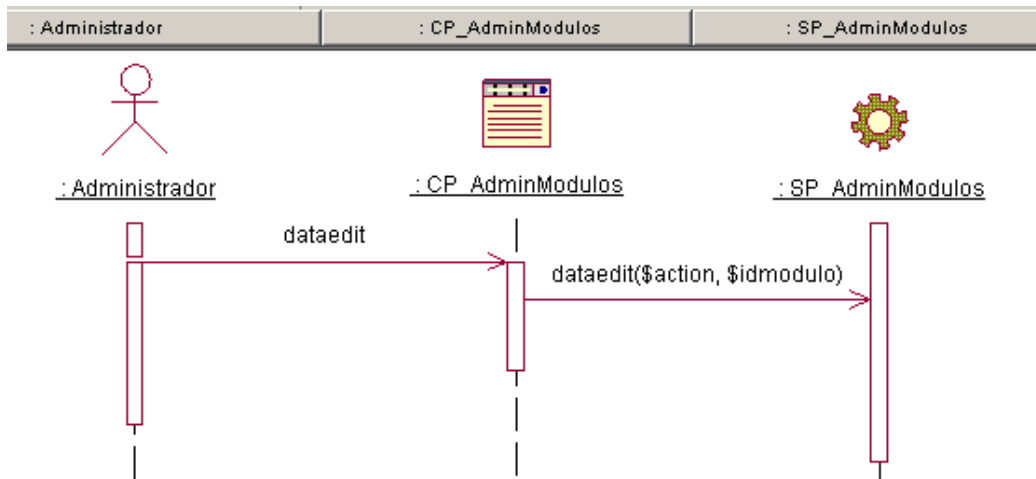 : Administrador
: CP_AdminModulos
: SP_AdminModulos
: Administrador
: CP_AdminModulos
: SP_AdminModulos
dataedit
dataedit($action, $idmodulo)